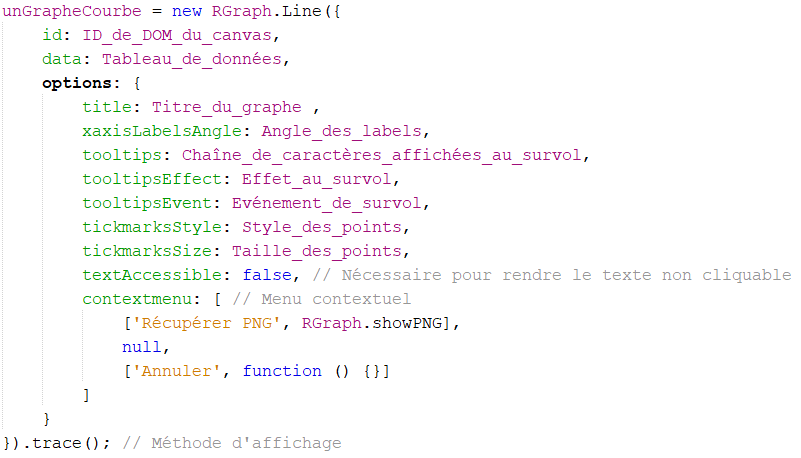 unGrapheCourbe = new RGraph.Line({
    id: ID_de_DOM_du_canvas,
    data: Tableau_de_données,
    options: {
        title: Titre_du_graphe ,
        xaxisLabelsAngle: Angle_des_labels,
        tooltips: Chaîne_de_caractères_affichées_au_survol,
        tooltipsEffect: Effet_au_survol,
        tooltipsEvent: Evénement_de_survol,
        tickmarksStyle: Style_des_points,
        tickmarksSize: Taille_des_points,
        textAccessible: false, // Nécessaire pour rendre le texte non cliquable
        contextmenu: [ // Menu contextuel
            ['Récupérer PNG', RGraph.showPNG],
            null,
            ['Annuler', function () {}]
        ]
    }
}).trace(); // Méthode d'affichage